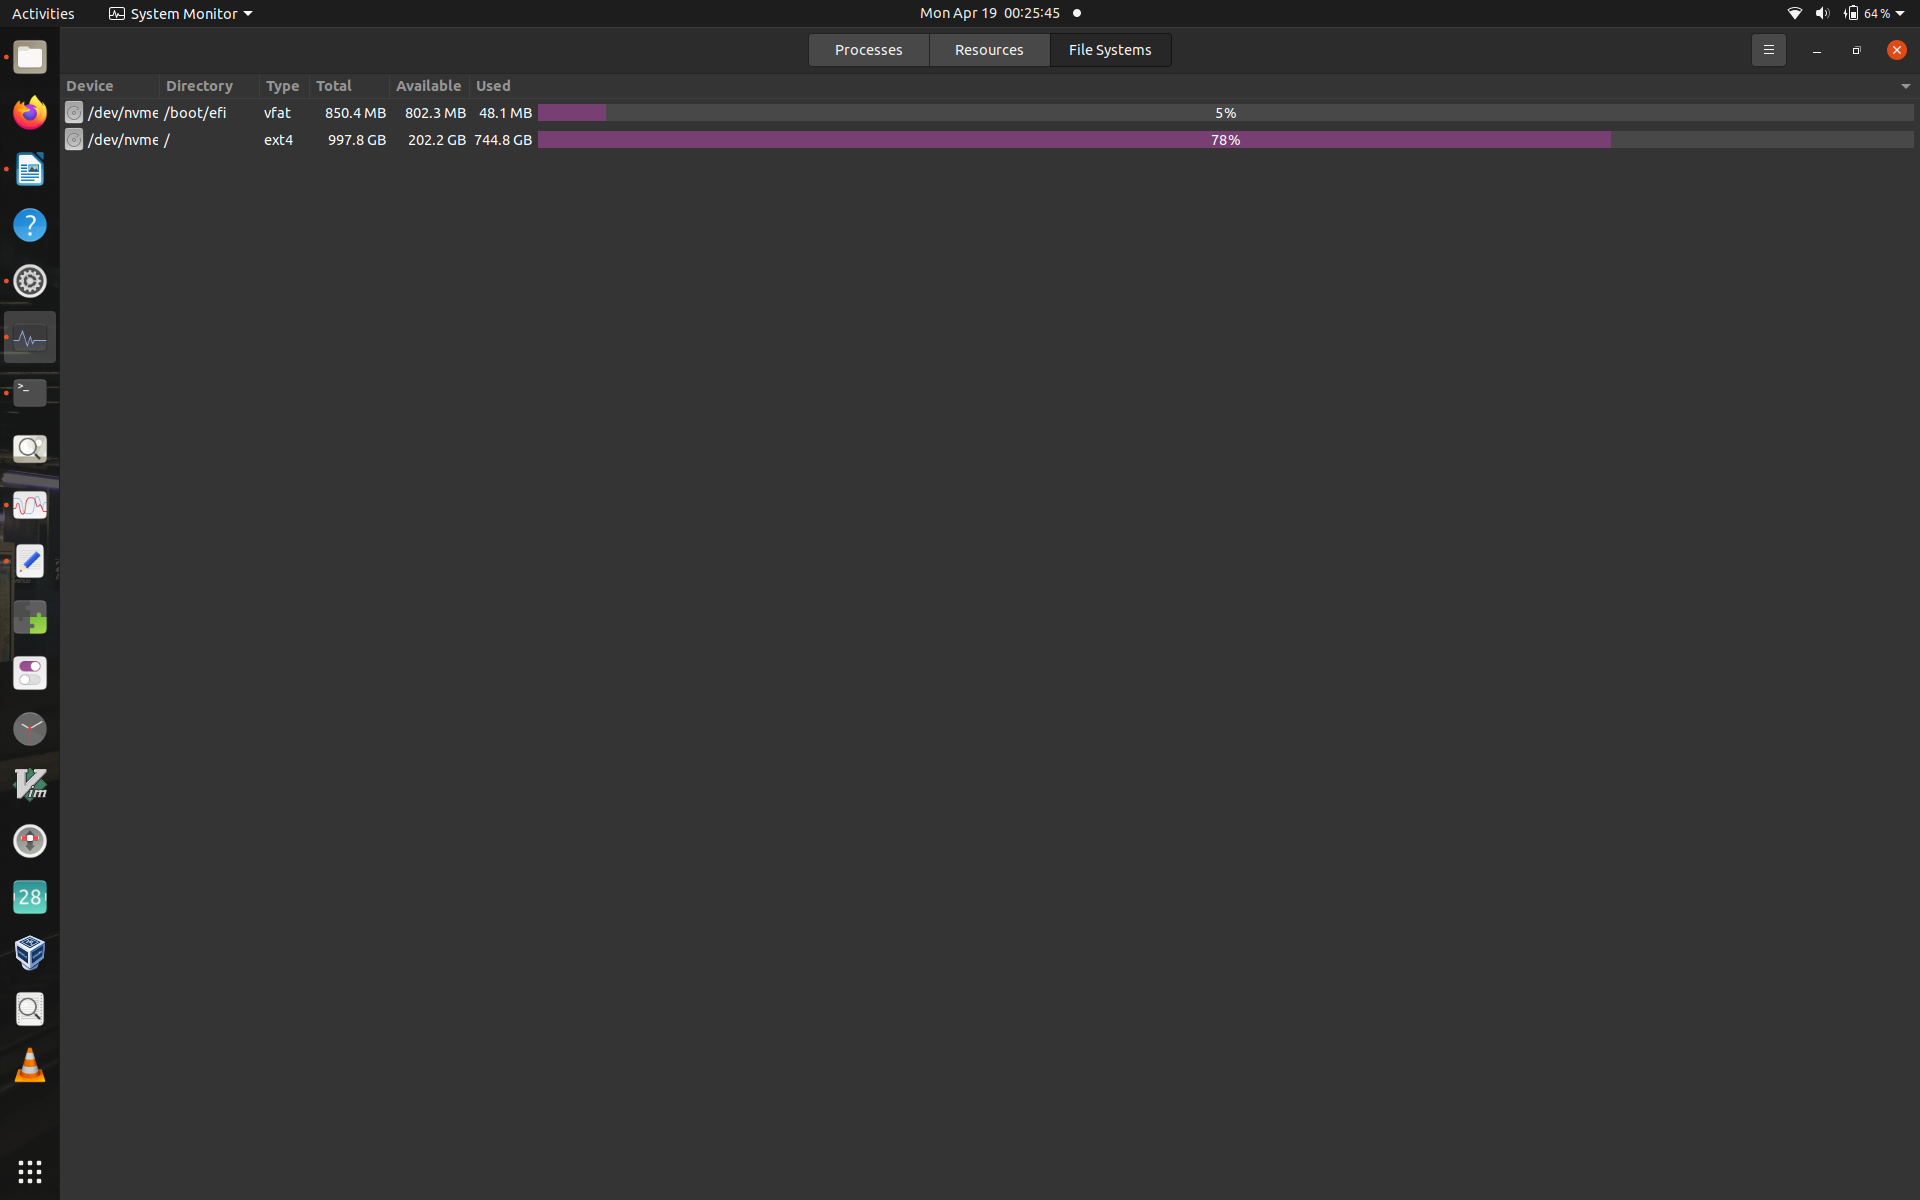 Activities System Monitor Mon Apr 19 00:25:45 64 %
Processes Resources File Systems
Device Directory Type Total Available Used
/dev/nvme /boot/efi vfat 850.4 MB 802.3 MB 48.1 MB 5%
/dev/nvme / ext4 997.8 GB 202.2 GB 744.8 GB 78%
?
>_
Vim
28